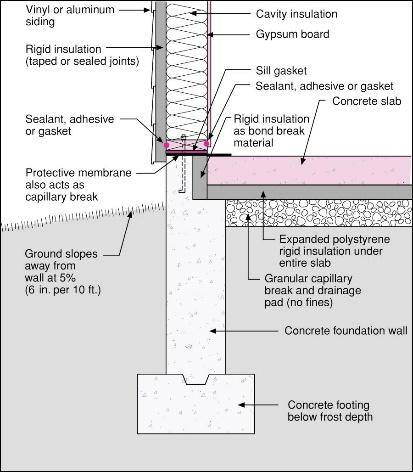 Vinyl or aluminum
siding
Rigid insulation
(taped or sealed joints)
Sealant, adhesive
or gasket
Protective membrane
also acts as
capillary break
Ground slopes
away from
wall at 5%
(6 in. per 10 ft.)
Cavity insulation
Gypsum board
Sill gasket
Sealant, adhesive or gasket
Concrete slab
Rigid insulation
as bond break
material
Expanded polystyrene
rigid insulation under
entire slab
Granular capillary
break and drainage
pad (no fines)
Concrete foundation wall
Concrete footing
below frost depth